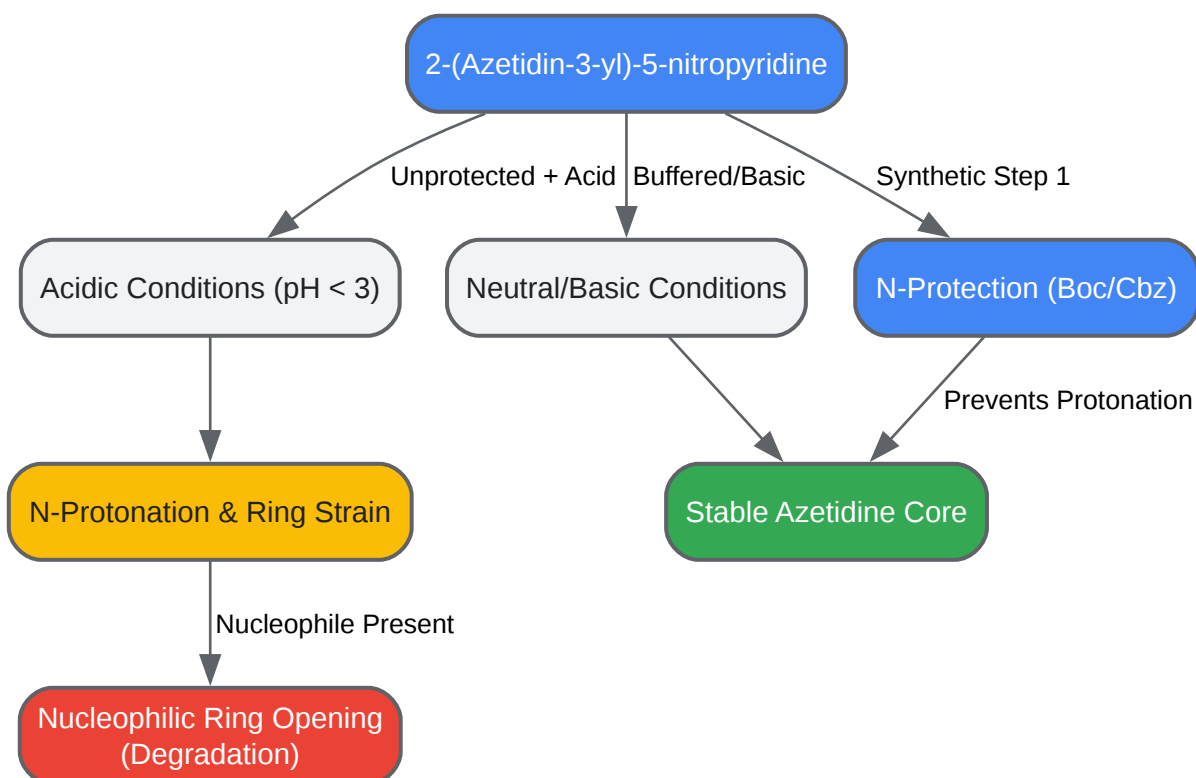 2-(Azetidin-3-yl)-5-nitropyridine
Unprotected + Acid
Buffered/Basic
Synthetic Step 1
Acidic Conditions (pH < 3)
Neutral/Basic Conditions
N-Protection (Boc/Cbz)
Prevents Protonation
N-Protonation & Ring Strain
Stable Azetidine Core
Nucleophile Present
Nucleophilic Ring Opening
(Degradation)